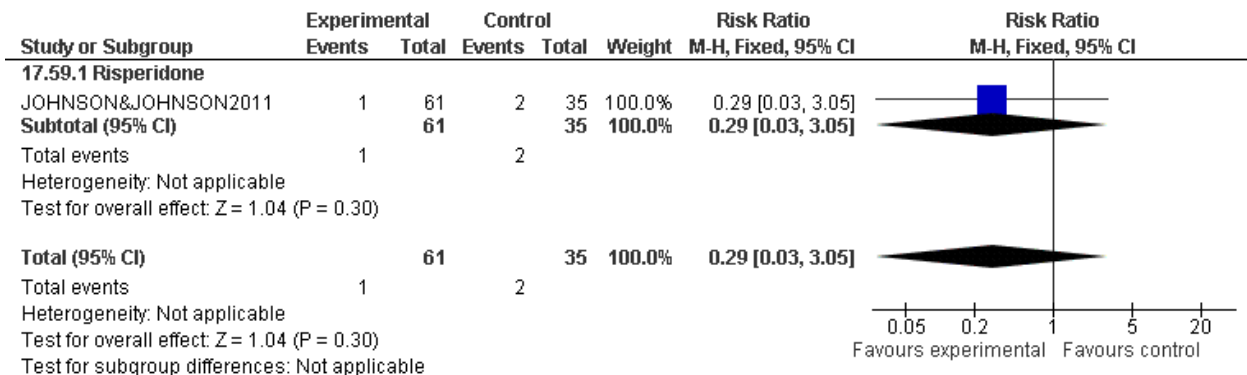 Experimental Control Risk Ratio Risk Ratio
Study or Subgroup Events Total Events Total Weight M-H, Fixed, 95% CI M-H, Fixed, 95% CI
17.59.1 Risperidone
JOHNSON&JOHNSON2011 1 61 2 35 100.0% 0.29 [0.03, 3.05]
Subtotal (95% CI) 61 35 100.0% 0.29 [0.03, 3.05]
Total events 1 2
Heterogeneity: Not applicable
Test for overall effect: Z = 1.04 (P = 0.30)
Total (95% CI) 61 35 100.0% 0.29 [0.03, 3.05]
Total events 1 2
Heterogeneity: Not applicable
Test for overall effect: Z = 1.04 (P = 0.30)
Test for subgroup differences: Not applicable
0.05 0.2 1 5 20
Favours experimental Favours control